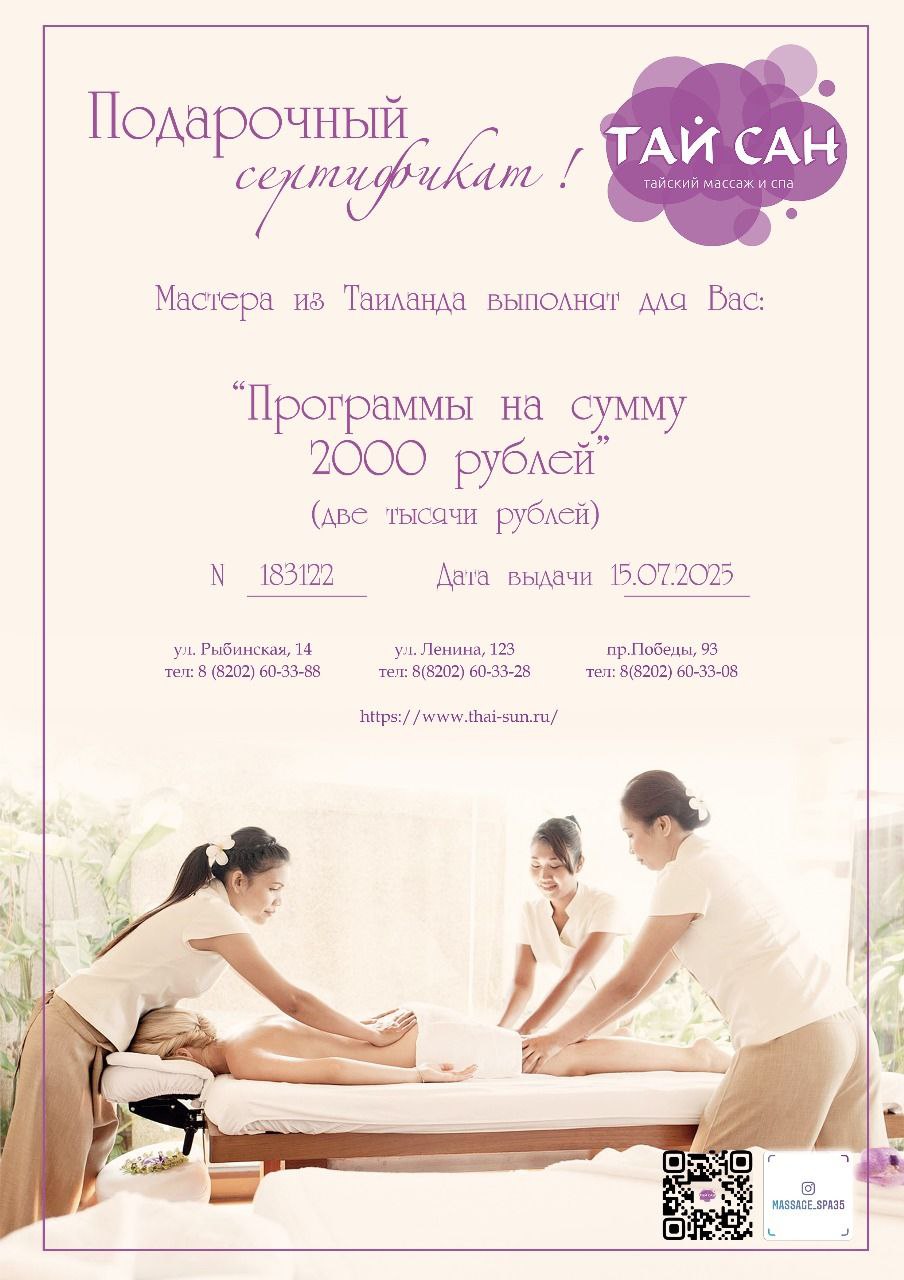 Подарочный
сертификат !
ТАЙ САН
тайский массаж и спа
Мастера из Таиланда выполнят для Вас:
“Программы на сумму
2000 рублей”
(две тысячи рублей)
N 183122 Дата выдачи 15.07.2025
ул. Рыбинская, 14 ул. Ленина, 123 пр.Победы, 93
тел: 8 (8202) 60-33-88 тел: 8(8202) 60-33-28 тел: 8(8202) 60-33-08
https://www.thai-sun.ru/
ТАЙ САН
MASSAGE_SPA35